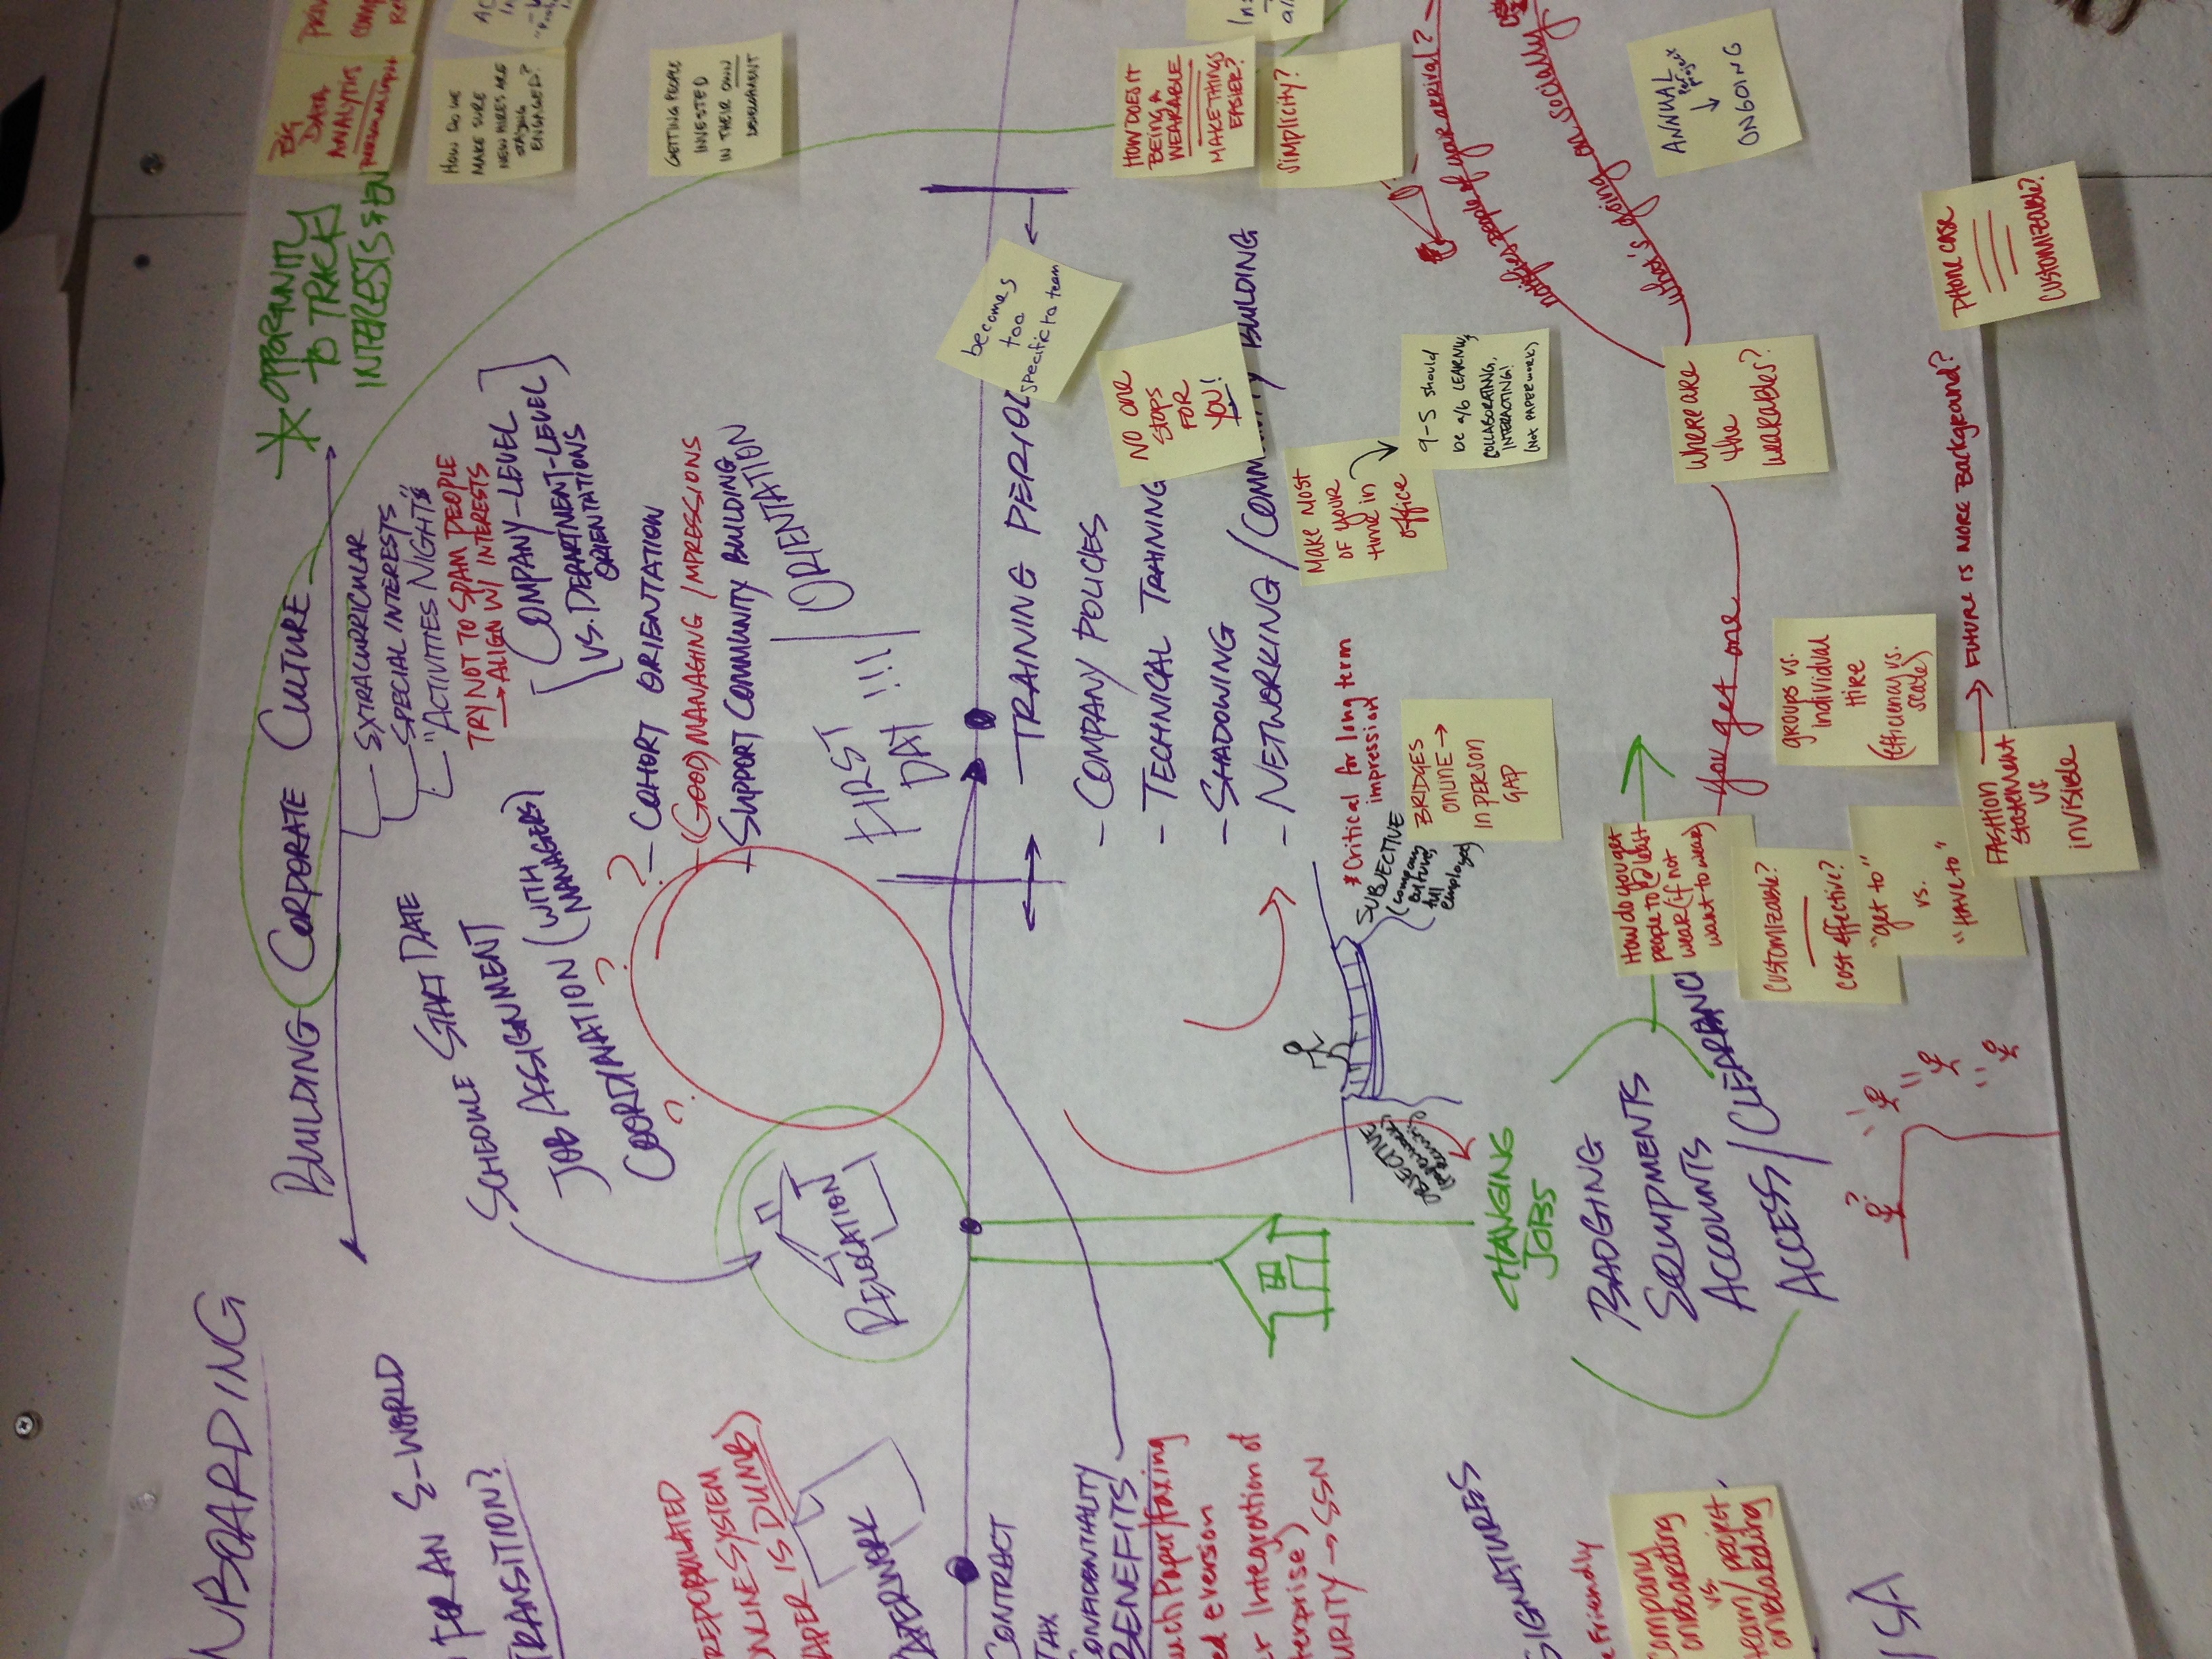 NBOARDING
BUILDING CORPORATE CULTURE
EXTRACURRICULAR
SPECIAL INTERESTS
"ACTIVITIES NIGHTS"
TRY NOT TO SPAM PEOPLE
→ ALIGN W/ INTERESTS
[COMPANY-LEVEL
VS. DEPARTMENT-LEVEL]
ORIENTATIONS
* OPPORTUNITY
TO TRACK
INTERESTS & EN
BIG
DATA
ANALYTICS
HOW DO WE
MAKE SURE
NEW HIRES ARE
STAYING
ENGAGED?
GETTING PEOPLE
INVESTED
IN THEIR OWN
DEVELOPMENT
FOR AN E-WORLD
TRANSITION?
SCHEDULE START DATE
JOB ASSIGNMENT
COORDINATION (WITH
MANAGERS)
? ? ?
- COHORT ORIENTATION
- (GOOD) MANAGING IMPRESSIONS
- SUPPORT COMMUNITY BUILDING
REPOPULATED
ONLINE SYSTEM
APER IS DUMB)
APERWORK
RELOCATION
FIRST
DAY!!! / ORIENTATION
CONTRACT
TAX
CONFIDENTIALITY
BENEFITS
uch Paper/faxing
ed eversion
er Integration of
terprise)
URITY → SSN
TRAINING PERIOD
becomes
too
specific to team
- COMPANY POLICIES
- TECHNICAL TRAINING
- SHADOWING
- NETWORKING / COMMUNITY BUILDING
NO ONE
STOPS
FOR
YOU!
HOW DOES IT
BEING A
WEARABLE
MAKE THINGS
EASIER?
Simplicity?
OBJECTIVE
(paperwork,
SUBJECTIVE
(company
culture,
full
employee)
* Critical for long term
impression
BRIDGES
ONLINE →
IN PERSON
GAP
MAKE MOST
OF YOUR
time in
office
9-5 should
be a/b LEARNING,
COLLABORATING,
INTERACTING!
(NOT PAPERWORK)
notifies people of your arrival?
what's going on socially
SIGNATURES
e Friendly
Company
onboarding
vs.
team/project
onboarding
ISA
CHANGING
JOBS
BADGING
EQUIPMENTS
ACCOUNTS
ACCESS/CLEARANC
How do you get
people to @ least
wear (if not
want to wear)
You get one
WHERE ARE
the
wearables?
ANNUAL
per project
↓
ONGOING
CUSTOMIZABLE?
cost effective?
groups vs.
Individual
Hire
(efficiency vs.
scale)
"get to"
vs.
"HAVE to"
?
FASHION
Statement
VS
invisible
→ FUTURE IS MORE BACKGROUND?
PHONE CASE
CUSTOMIZABLE?